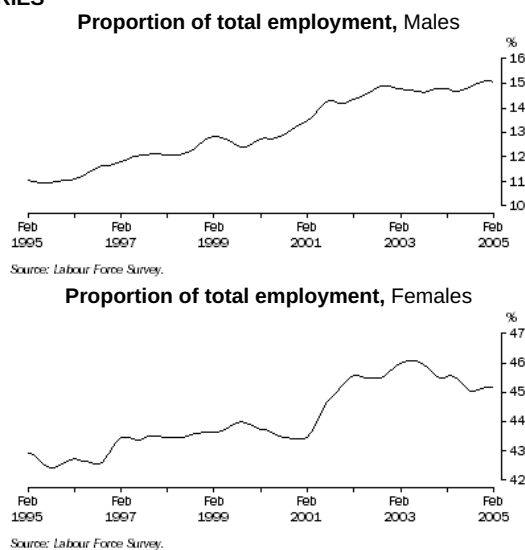 RIES
Proportion of total employment, Males
%
16
15
14
13
12
11
10
Feb Feb Feb Feb Feb Feb
1995 1997 1999 2001 2003 2005
Source: Labour Force Survey.
Proportion of total employment, Females
%
47
46
45
44
43
42
Feb Feb Feb Feb Feb Feb
1995 1997 1999 2001 2003 2005
Source: Labour Force Survey.